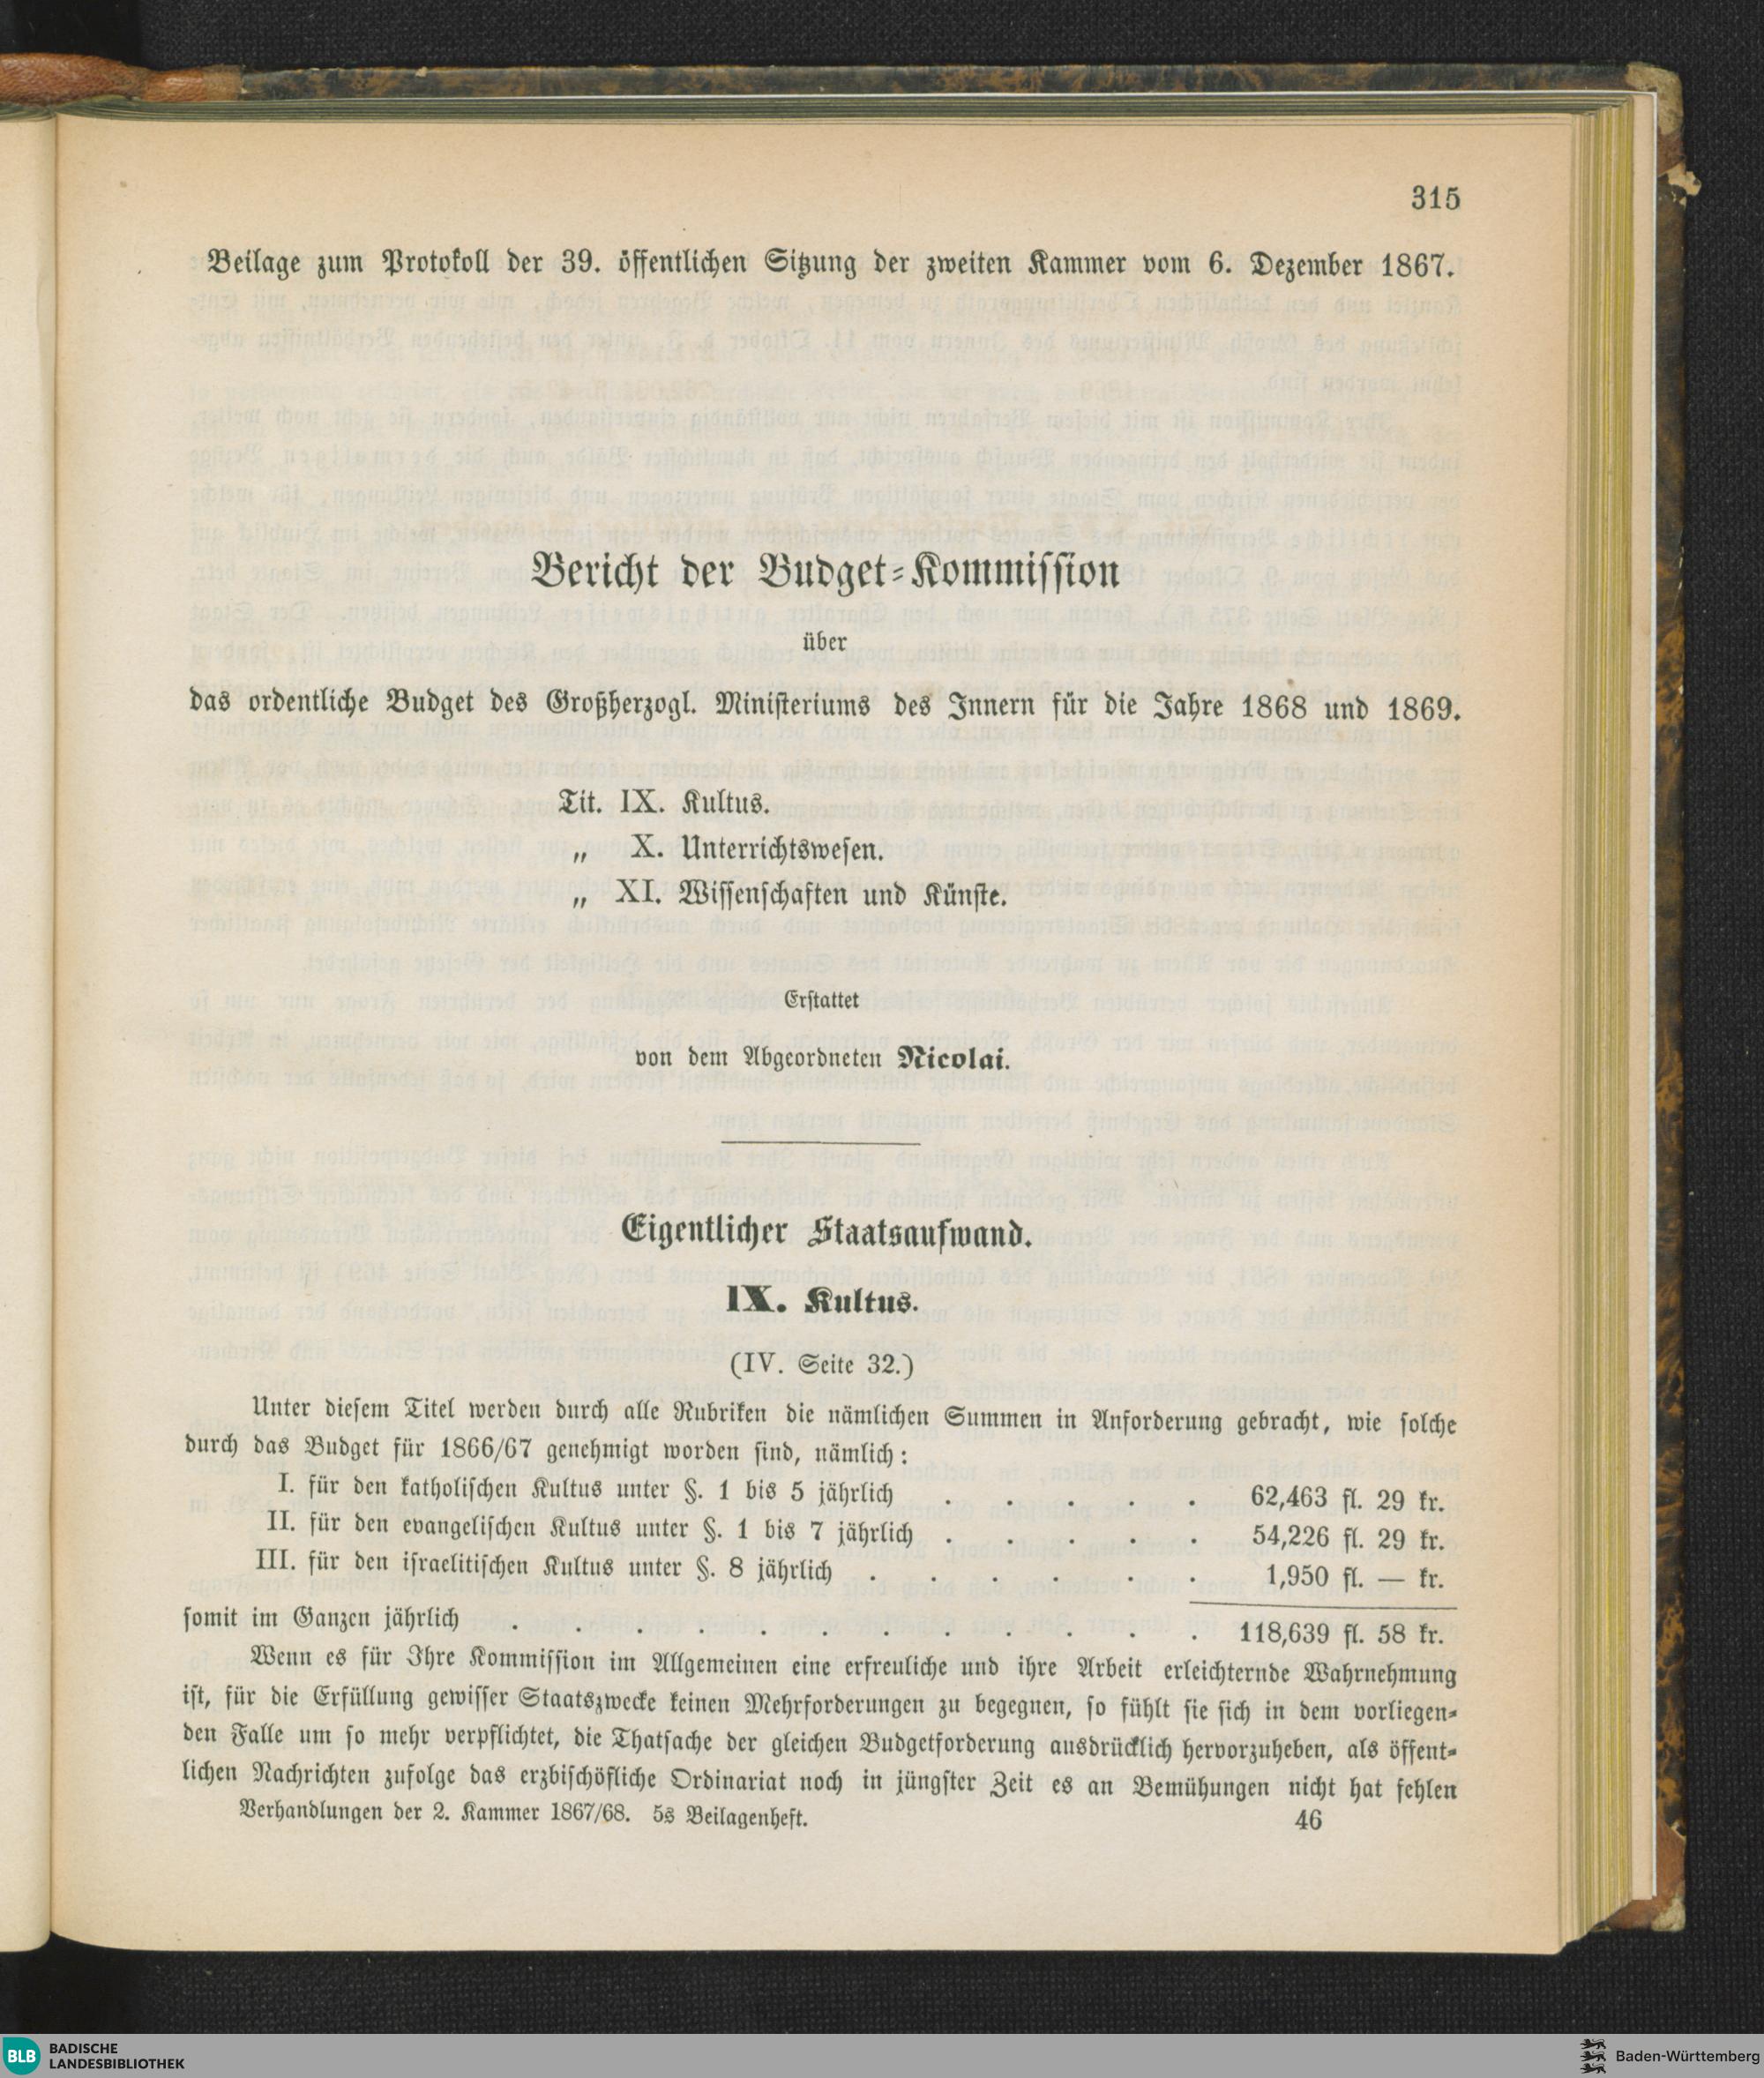 315
Beilage zum Protokoll der 39. öffentlichen Sitzung der zweiten Kammer vom 6. Dezember 1867.
Bericht der Budget-Kommission
über
das ordentliche Budget des Großherzogl. Ministeriums des Innern für die Jahre 1868 und 1869.
Tit. IX. Kultus.
„ X. Unterrichtswesen.
„ XI. Wissenschaften und Künste.
Erstattet
von dem Abgeordneten Nicolai.
Eigentlicher Staatsaufwand.
IX. Kultus.
(IV. Seite 32.)
Unter diesem Titel werden durch alle Rubriken die nämlichen Summen in Anforderung gebracht, wie solche
durch das Budget für 1866/67 genehmigt worden sind, nämlich:
I. für den katholischen Kultus unter §. 1 bis 5 jährlich . . . . . 62,463 fl. 29 kr.
II. für den evangelischen Kultus unter §. 1 bis 7 jährlich . . . . . 54,226 fl. 29 kr.
III. für den israelitischen Kultus unter §. 8 jährlich . . . . . . 1,950 fl. — kr.
somit im Ganzen jährlich . . . . . . . . . . . . 118,639 fl. 58 kr.
Wenn es für Ihre Kommission im Allgemeinen eine erfreuliche und ihre Arbeit erleichternde Wahrnehmung
ist, für die Erfüllung gewisser Staatszwecke keinen Mehrforderungen zu begegnen, so fühlt sie sich in dem vorliegen-
den Falle um so mehr verpflichtet, die Thatsache der gleichen Budgetforderung ausdrücklich hervorzuheben, als öffent-
lichen Nachrichten zufolge das erzbischöfliche Ordinariat noch in jüngster Zeit es an Bemühungen nicht hat fehlen
Verhandlungen der 2. Kammer 1867/68. 5s Beilagenheft. 46
BLB BADISCHE
LANDESBIBLIOTHEK
Baden-Württemberg